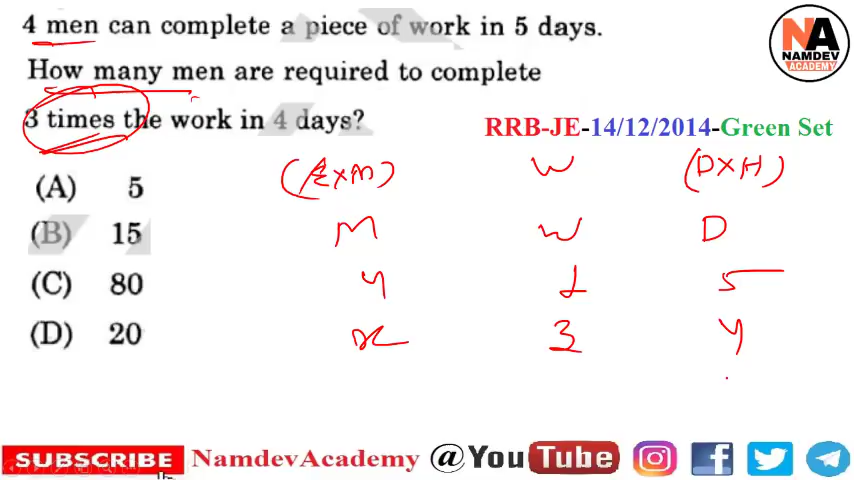 4 men can complete a piece of work in 5 days.
How many men are required to complete
3 times the work in 4 days?
NA
NAMDEV
ACADEMY
RRB-JE-14/12/2014-Green Set
(A) 5
(B) 15
(C) 80
(D) 20
W
(D×H)
M W D
4 1 5
x 3 4
SUBSCRIBE NamdevAcademy @YouTube